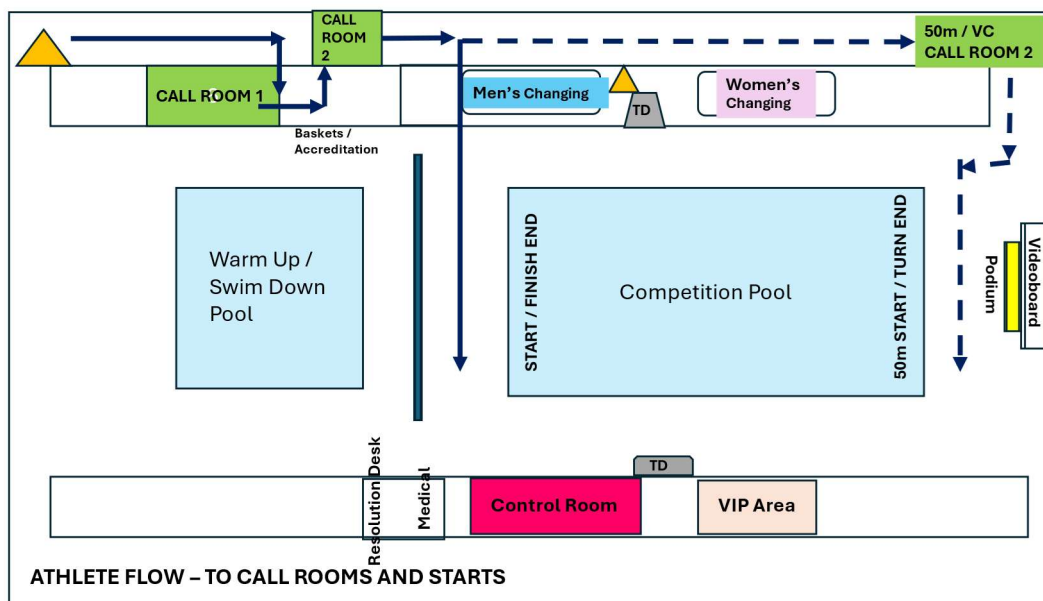 CALL
ROOM
2
50m / VC
CALL ROOM 2
CALL ROOM 1
Men's Changing
TD
Women's
Changing
Baskets /
Accreditation
Warm Up /
Swim Down
Pool
START / FINISH END
Competition Pool
50m START / TURN END
Podium
Videoboard
Resolution Desk
Medical
Control Room
TD
VIP Area
ATHLETE FLOW – TO CALL ROOMS AND STARTS